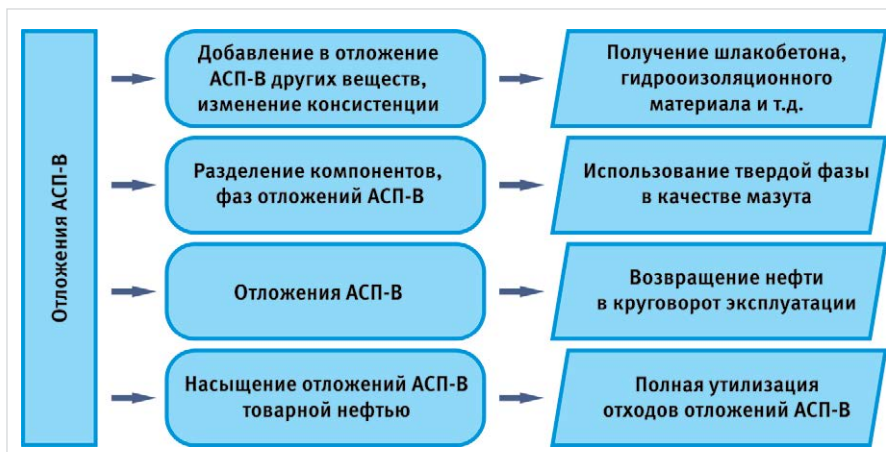 Отложения АСП-В
Добавление в отложение
АСП-В других веществ,
изменение консистенции
Получение шлакобетона,
гидрооизоляционного
материала и т.д.
Разделение компонентов,
фаз отложений АСП-В
Использование твердой фазы
в качестве мазута
Отложения АСП-В
Возвращение нефти
в круговорот эксплуатации
Насыщение отложений АСП-В
товарной нефтью
Полная утилизация
отходов отложений АСП-В